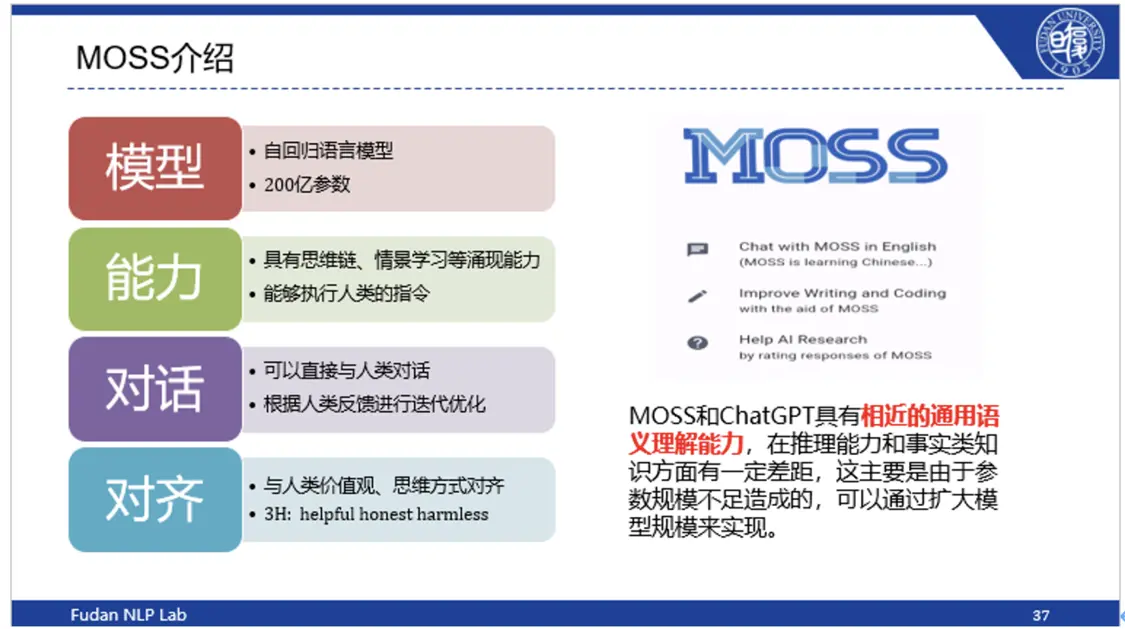 MOSS介绍
FUDAN UNIVERSITY
1905
模型
• 自回归语言模型
• 200亿参数
能力
• 具有思维链、情景学习等涌现能力
• 能够执行人类的指令
对话
• 可以直接与人类对话
• 根据人类反馈进行迭代优化
对齐
• 与人类价值观、思维方式对齐
• 3H: helpful honest harmless
MOSS
Chat with MOSS in English
(MOSS is learning Chinese...)
Improve Writing and Coding
with the aid of MOSS
Help AI Research
by rating responses of MOSS
MOSS和ChatGPT具有相近的通用语
义理解能力，在推理能力和事实类知
识方面有一定差距，这主要是由于参
数规模不足造成的，可以通过扩大模
型规模来实现。
Fudan NLP Lab
37